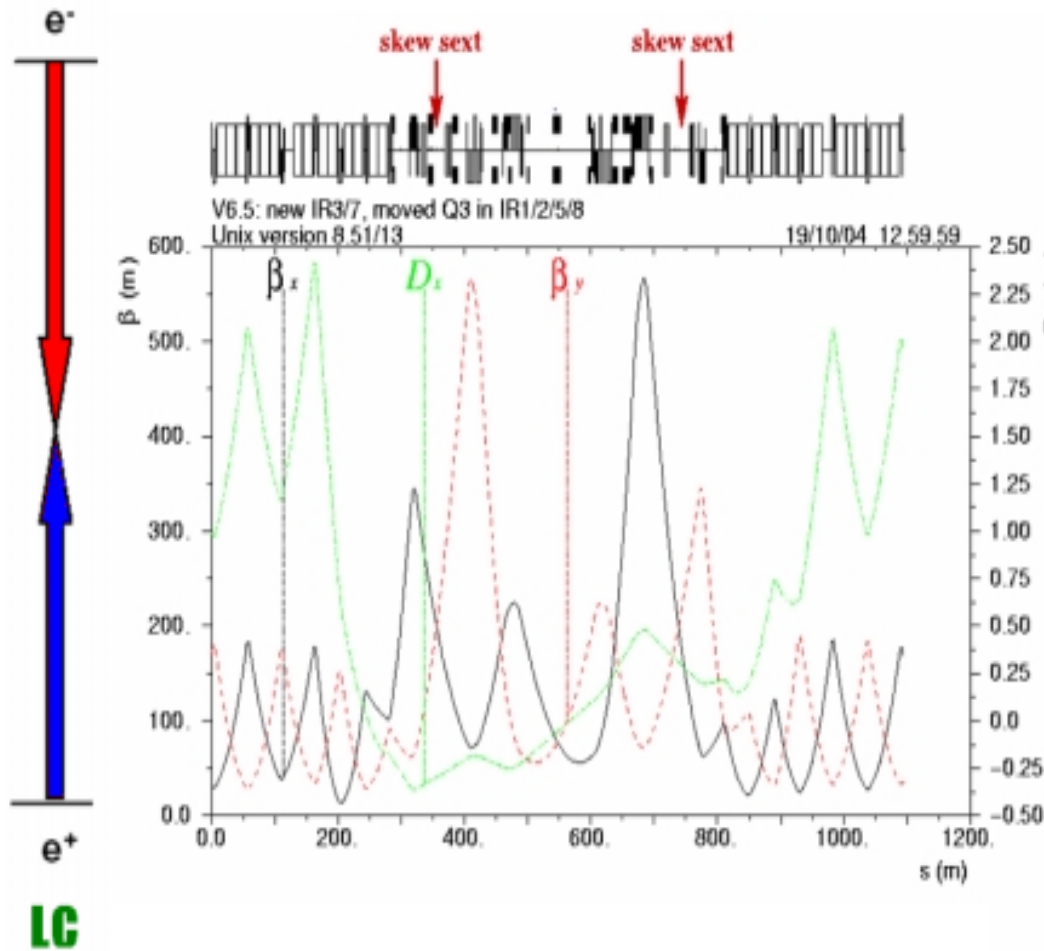 e-
skew sext skew sext
V6.5: new IR3/7, moved Q3 in IR1/2/5/8
Unix version 8.51/13 19/10/04 12.59.59
β (m)
600.
500.
400.
300.
200.
100.
0.0
βx Dx βy
2.50
2.25
2.00
1.75
1.50
1.25
1.00
0.75
0.50
0.25
0.0
-0.25
-0.50
0.0 200. 400. 600. 800. 1000. 1200.
s (m)
e+
LC